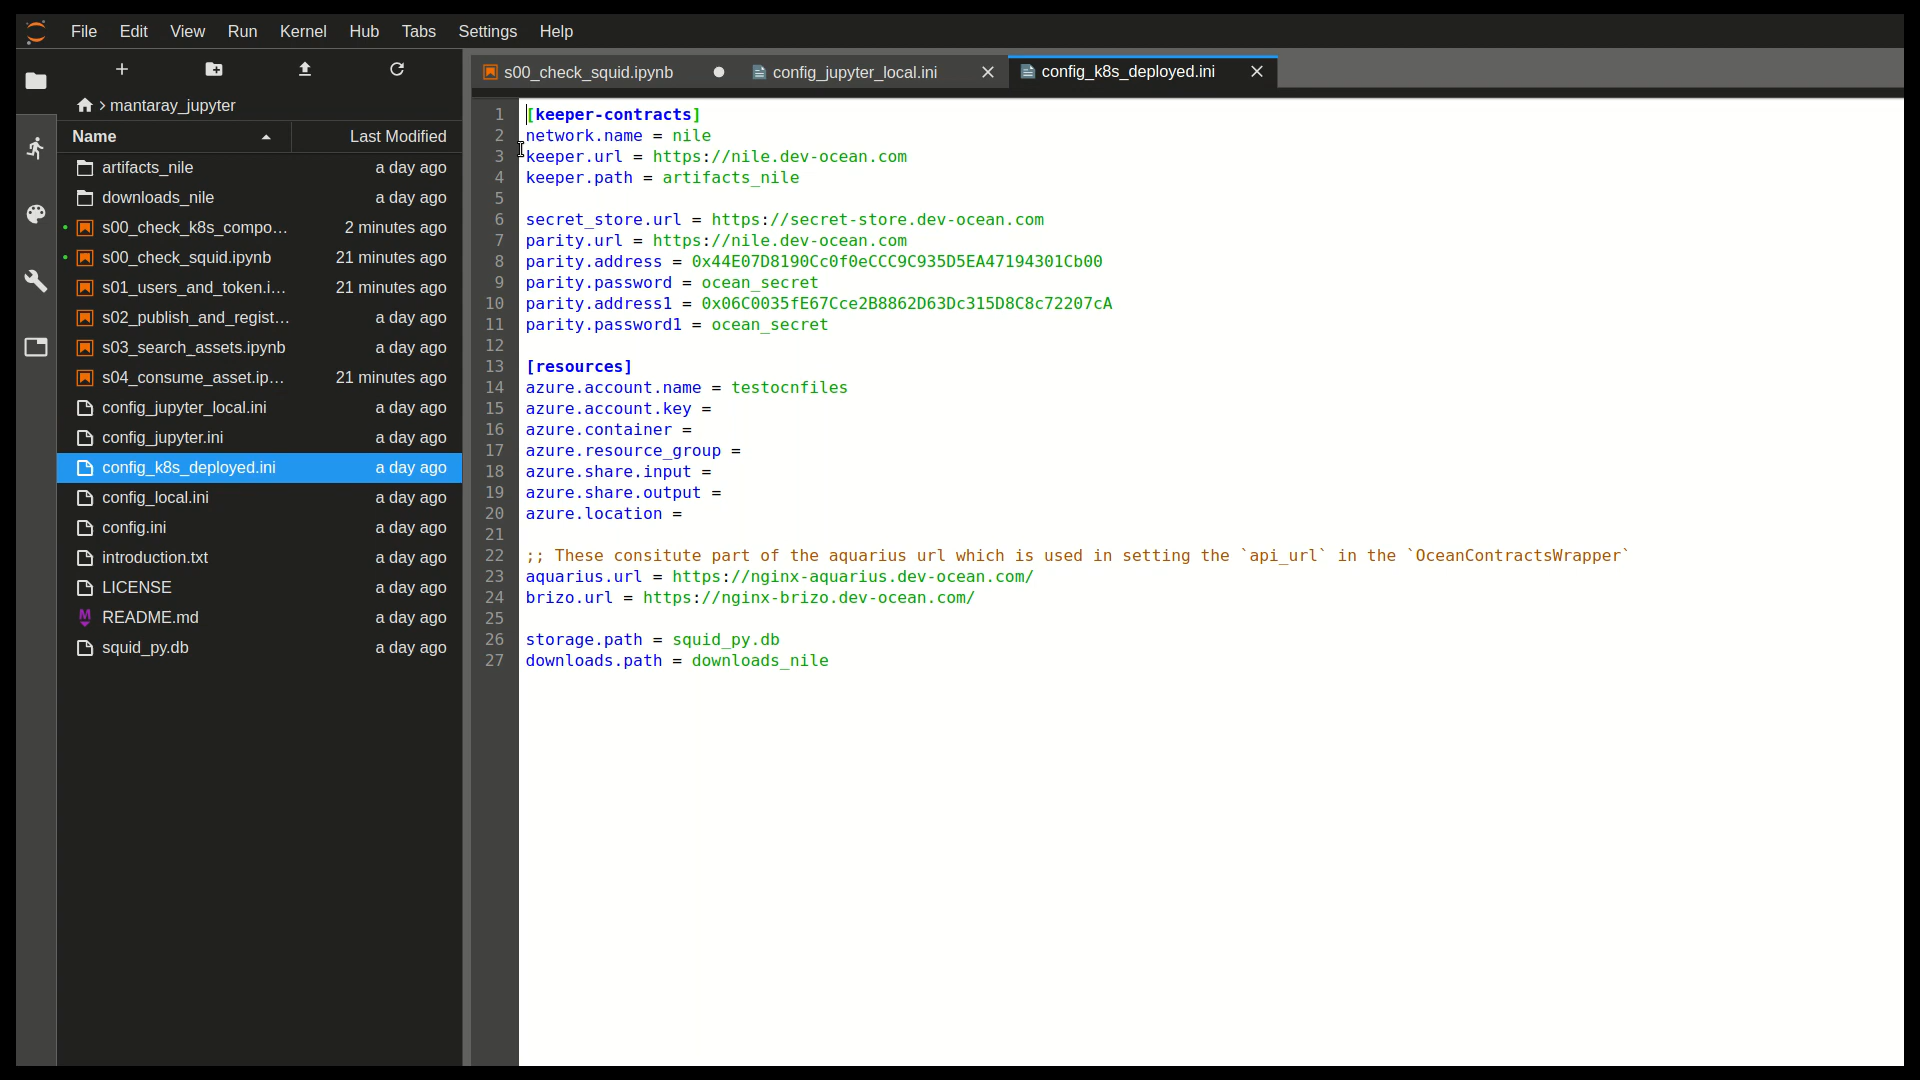 File Edit View Run Kernel Hub Tabs Settings Help
s00_check_squid.ipynb config_jupyter_local.ini config_k8s_deployed.ini
mantaray_jupyter
Name Last Modified
artifacts_nile a day ago
downloads_nile a day ago
s00_check_k8s_compo... 2 minutes ago
s00_check_squid.ipynb 21 minutes ago
s01_users_and_token.i... 21 minutes ago
s02_publish_and_regist... a day ago
s03_search_assets.ipynb a day ago
s04_consume_asset.ip... 21 minutes ago
config_jupyter_local.ini a day ago
config_jupyter.ini a day ago
config_k8s_deployed.ini a day ago
config_local.ini a day ago
config.ini a day ago
introduction.txt a day ago
LICENSE a day ago
README.md a day ago
squid_py.db a day ago
1 [keeper-contracts]
2 network.name = nile
3 keeper.url = https://nile.dev-ocean.com
4 keeper.path = artifacts_nile
5
6 secret_store.url = https://secret-store.dev-ocean.com
7 parity.url = https://nile.dev-ocean.com
8 parity.address = 0x44E07D8190Cc0f0eCCC9C935D5EA47194301Cb00
9 parity.password = ocean_secret
10 parity.address1 = 0x06C0035fE67Cce2B8862D63Dc315D8C8c72207cA
11 parity.password1 = ocean_secret
12
13 [resources]
14 azure.account.name = testocnfiles
15 azure.account.key =
16 azure.container =
17 azure.resource_group =
18 azure.share.input =
19 azure.share.output =
20 azure.location =
21
22 ;; These consitute part of the aquarius url which is used in setting the `api_url` in the `OceanContractsWrapper`
23 aquarius.url = https://nginx-aquarius.dev-ocean.com/
24 brizo.url = https://nginx-brizo.dev-ocean.com/
25
26 storage.path = squid_py.db
27 downloads.path = downloads_nile